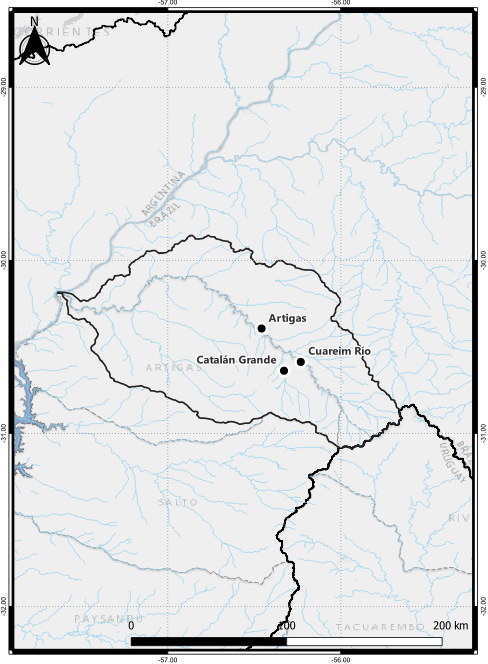 -57.00
-56.00
N
CORRIENTES
-29.00
-29.00
ARGENTINA
BRAZIL
-30.00
-30.00
Artigas
Cuareim Rio
Catalán Grande
ARTIGAS
-31.00
-31.00
URUGUAY
SALTO
RIV
-32.00
-32.00
PAYSANDU
TACUAREMBO
0
100
200 km
-57.00
-56.00